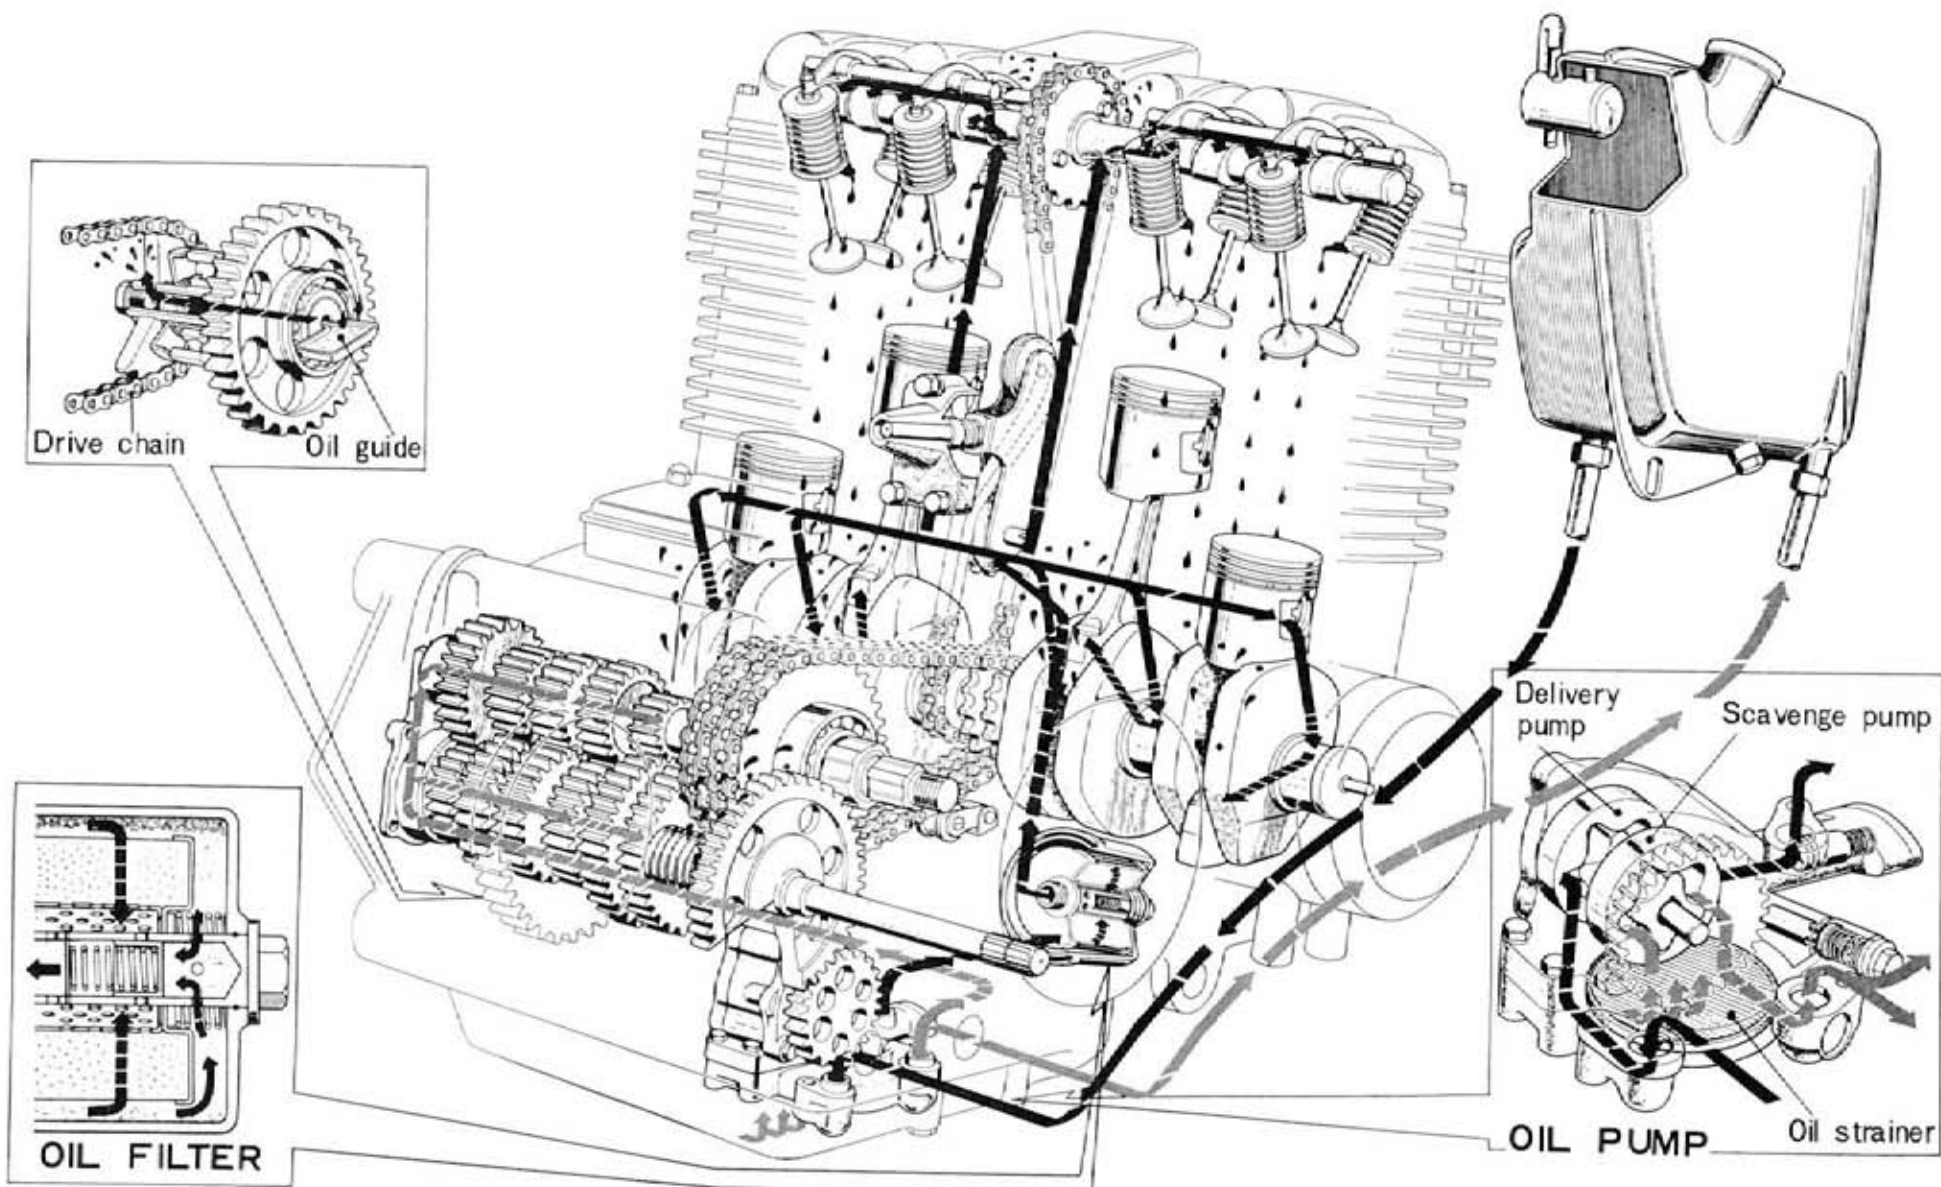 Drive chain
Oil guide
Delivery
pump
Scavenge pump
OIL FILTER
OIL PUMP
Oil strainer